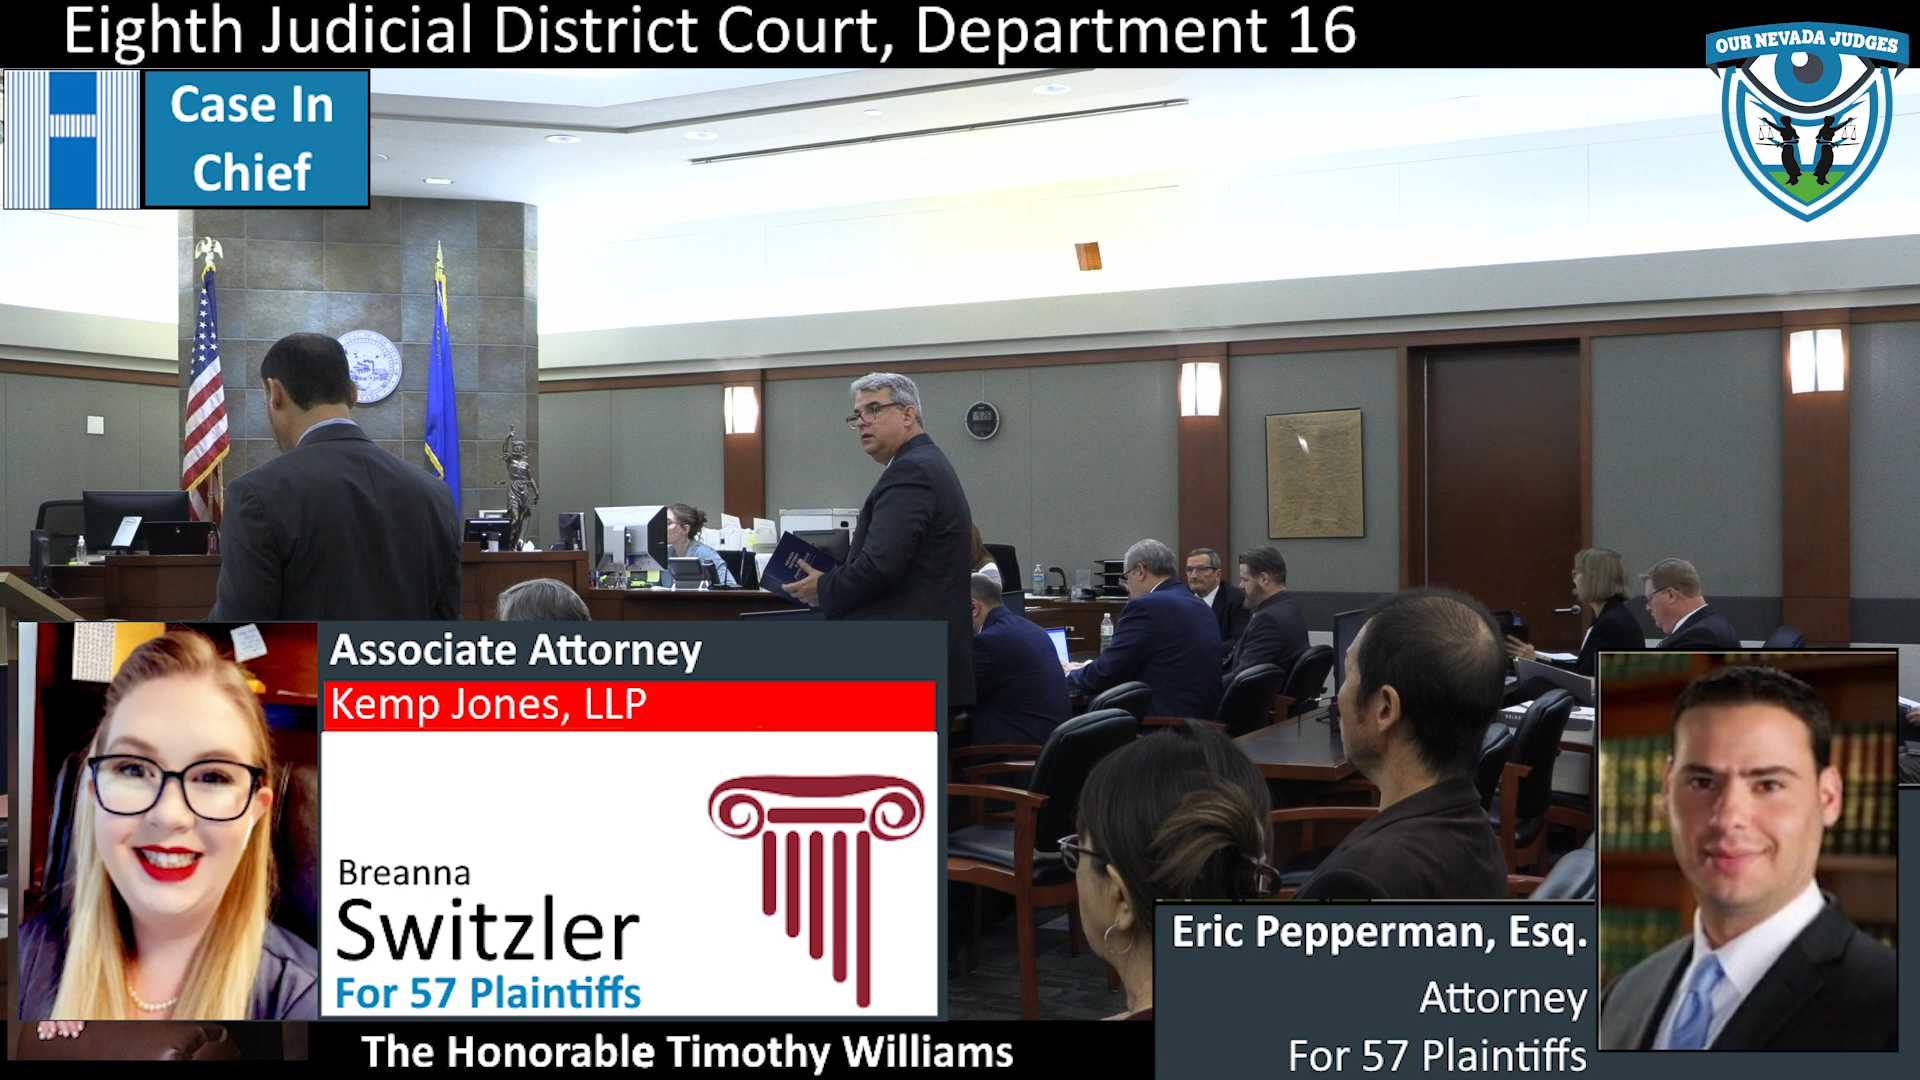 Eighth Judicial District Court, Department 16
OUR NEVADA JUDGES
Case In
Chief
Associate Attorney
Kemp Jones, LLP
Breanna
Switzler
For 57 Plaintiffs
Eric Pepperman, Esq.
Attorney
For 57 Plaintiffs
The Honorable Timothy Williams